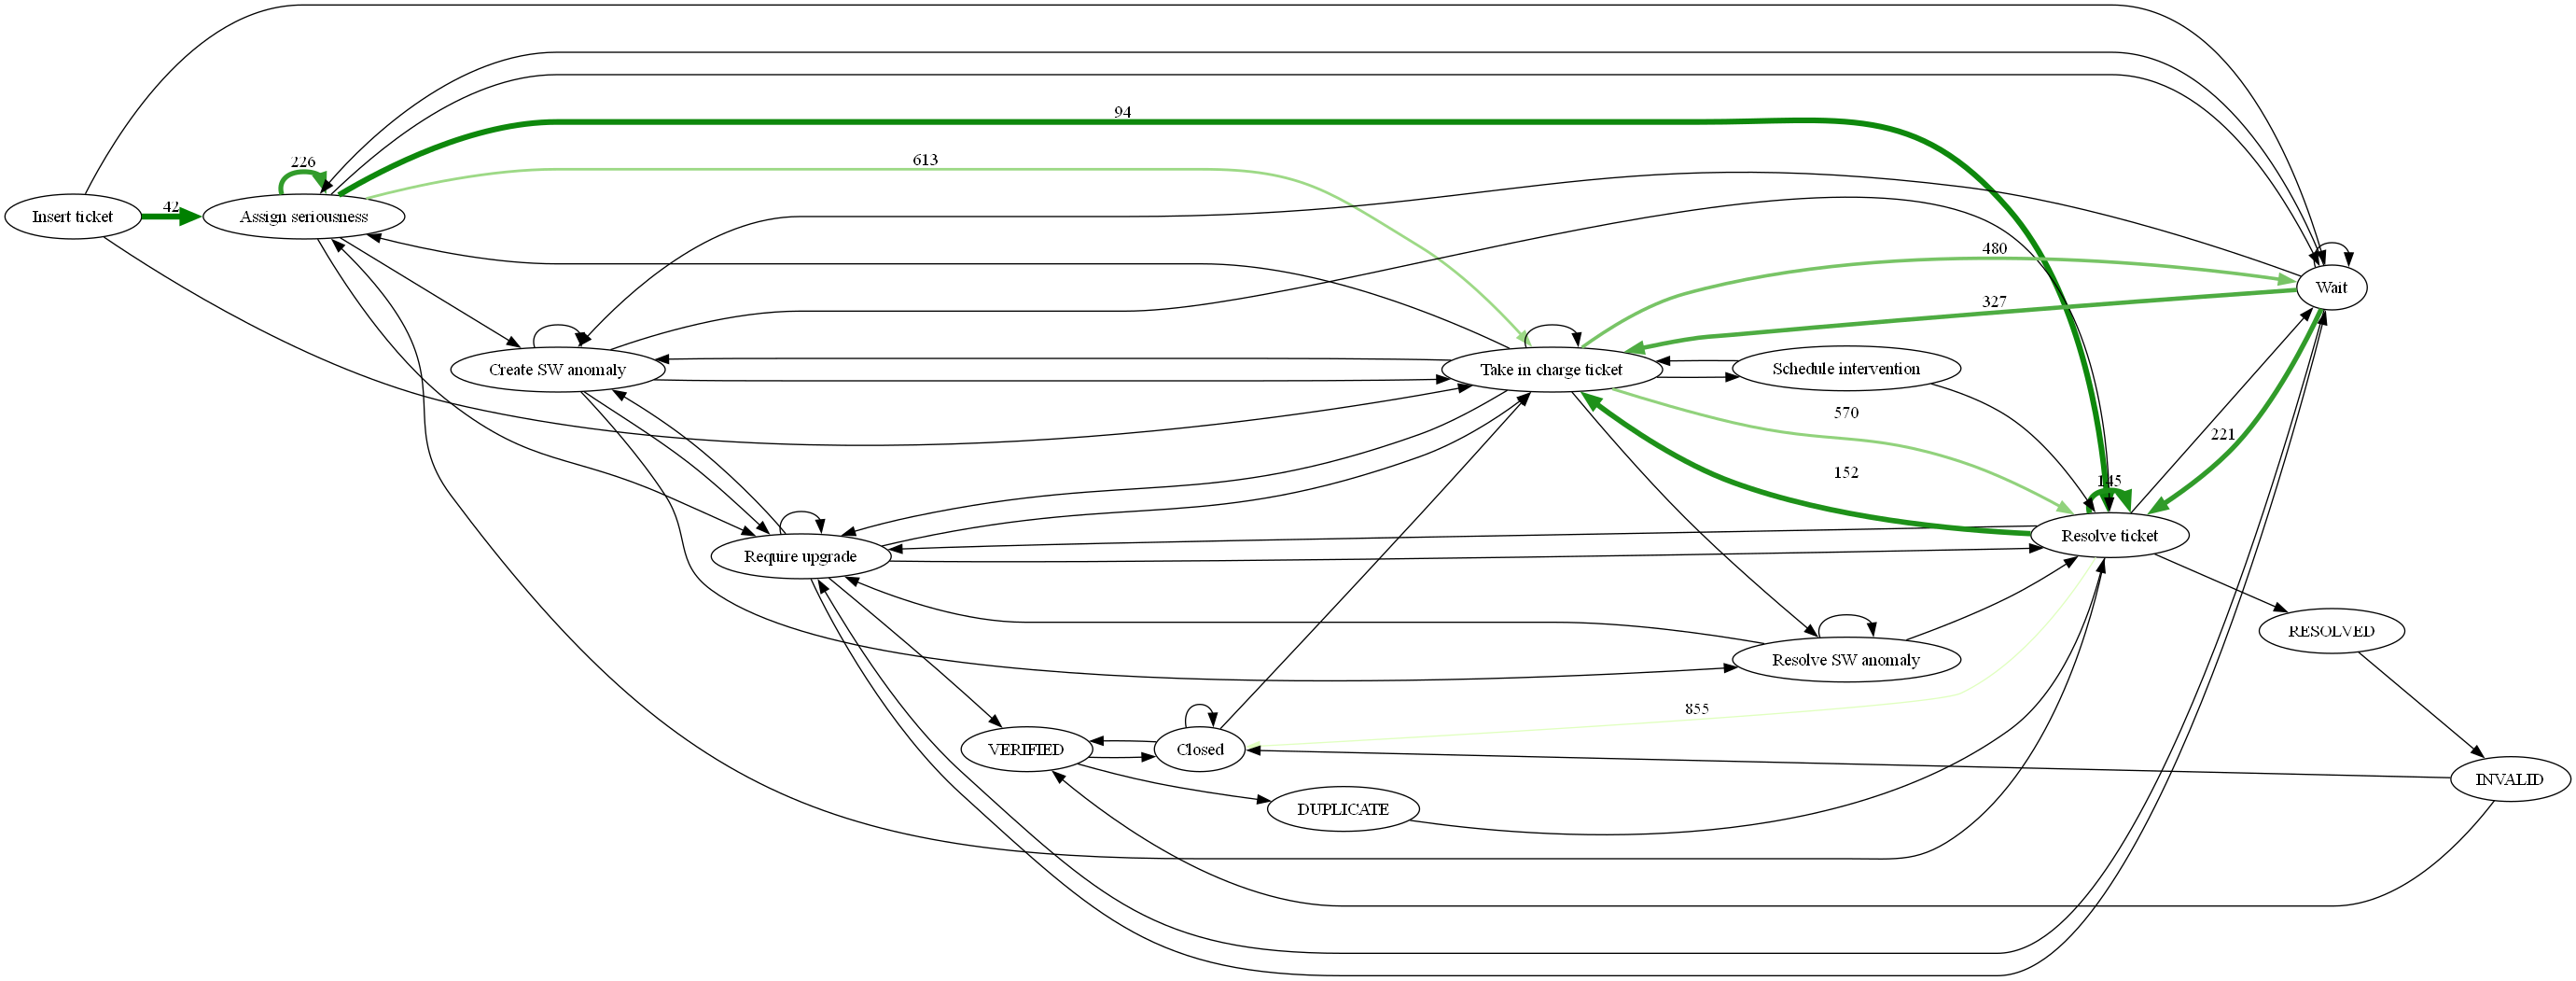 94
226
613
42
Insert ticket
Assign seriousness
480
327
Wait
Create SW anomaly
Take in charge ticket
Schedule intervention
570
221
152
145
Resolve ticket
Require upgrade
RESOLVED
Resolve SW anomaly
855
VERIFIED
Closed
INVALID
DUPLICATE